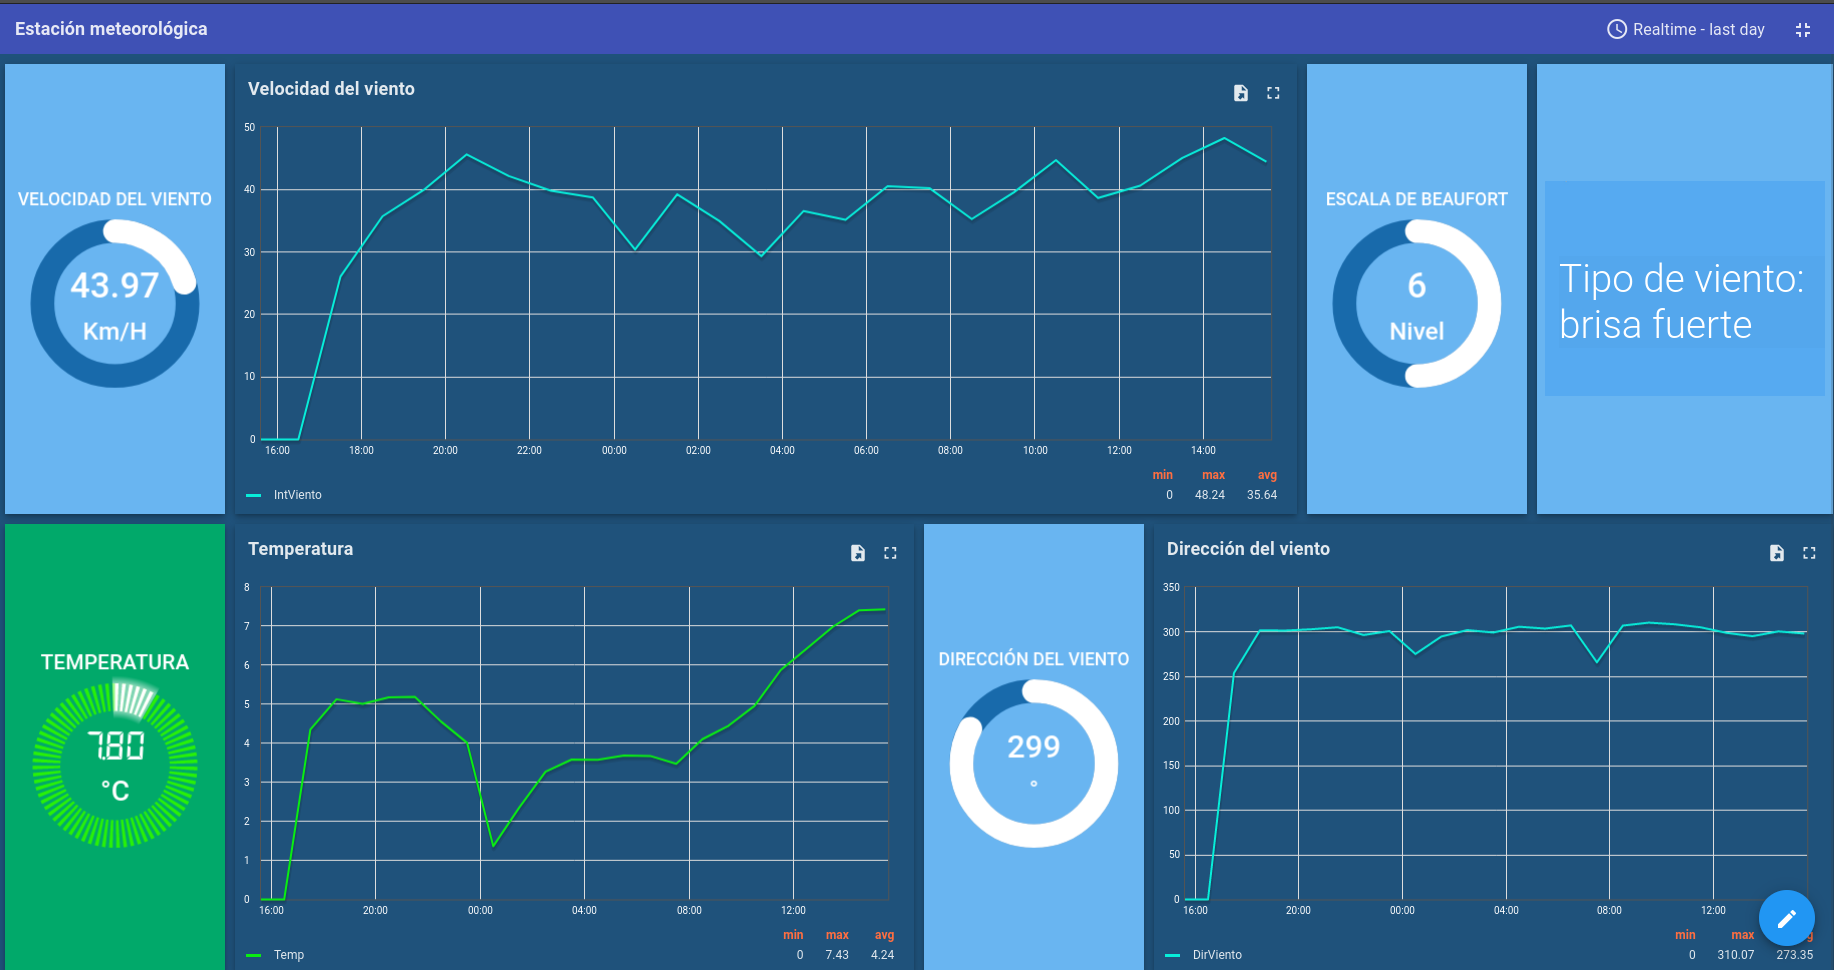 Estación meteorológica
Realtime - last day
VELOCIDAD DEL VIENTO
43.97
Km/H
Velocidad del viento
50
40
30
20
10
0
16:00 18:00 20:00 22:00 00:00 02:00 04:00 06:00 08:00 10:00 12:00 14:00
min max avg
IntViento 0 48.24 35.64
ESCALA DE BEAUFORT
6
Nivel
Tipo de viento:
brisa fuerte
TEMPERATURA
7.80
°C
Temperatura
8
7
6
5
4
3
2
1
0
16:00 20:00 00:00 04:00 08:00 12:00
min max avg
Temp 0 7.43 4.24
DIRECCIÓN DEL VIENTO
299
°
Dirección del viento
350
300
250
200
150
100
50
0
16:00 20:00 00:00 04:00 08:00 12:00
min max
DirViento 0 310.07 273.35